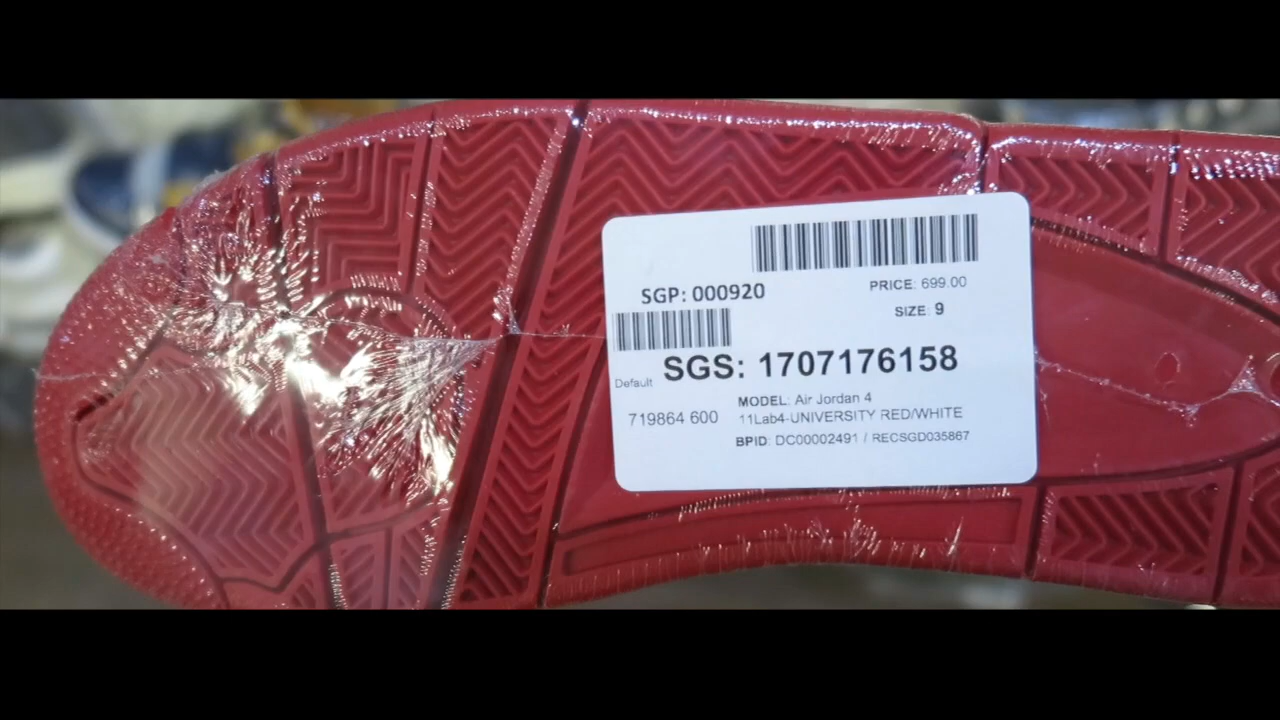 SGP: 000920
PRICE: 699.00
SIZE: 9
Default
SGS: 1707176158
MODEL: Air Jordan 4
719864 600
11Lab4-UNIVERSITY RED/WHITE
BPID: DC00002491 / RECSGD035867